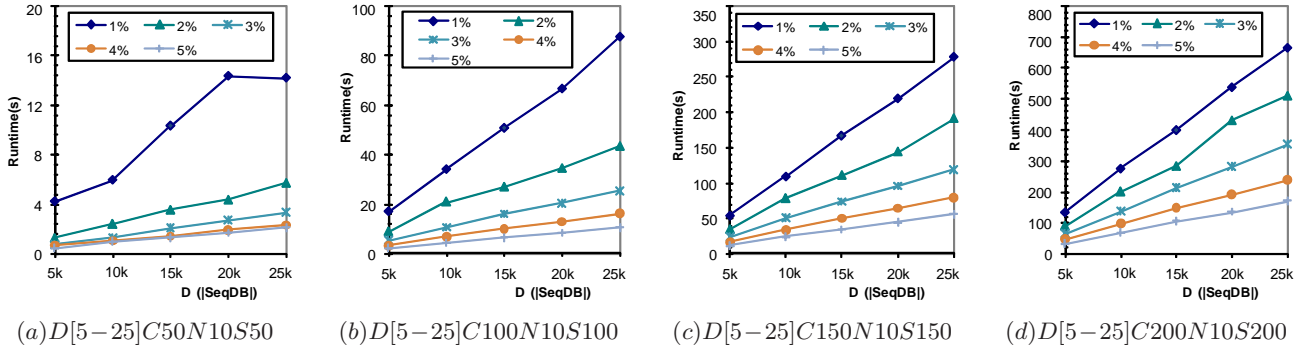 20
16
12
8
4
0
Runtime(s)
1% 2% 3%
4% 5%
5k 10k 15k 20k 25k
D (|SeqDB|)
(a)D[5−25]C50N10S50
100
80
60
40
20
0
Runtime(s)
1% 2%
3% 4%
5%
5k 10k 15k 20k 25k
D (|SeqDB|)
(b)D[5−25]C100N10S100
350
300
250
200
150
100
50
0
Runtime(s)
1% 2% 3%
4% 5%
5k 10k 15k 20k 25k
D (|SeqDB|)
(c)D[5−25]C150N10S150
800
700
600
500
400
300
200
100
0
Runtime(s)
1% 2% 3%
4% 5%
5k 10k 15k 20k 25k
D (|SeqDB|)
(d)D[5−25]C200N10S200